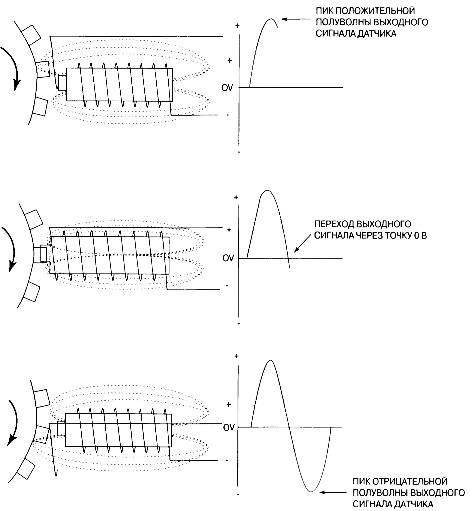 ПИК ПОЛОЖИТЕЛЬНОЙ
ПОЛУВОЛНЫ ВЫХОДНОГО
СИГНАЛА ДАТЧИКА
+
+
OV
-
-
+
ПЕРЕХОД ВЫХОДНОГО
СИГНАЛА ЧЕРЕЗ ТОЧКУ 0 В
+
OV
-
-
+
+
OV
-
-
ПИК ОТРИЦАТЕЛЬНОЙ
ПОЛУВОЛНЫ ВЫХОДНОГО
СИГНАЛА ДАТЧИКА